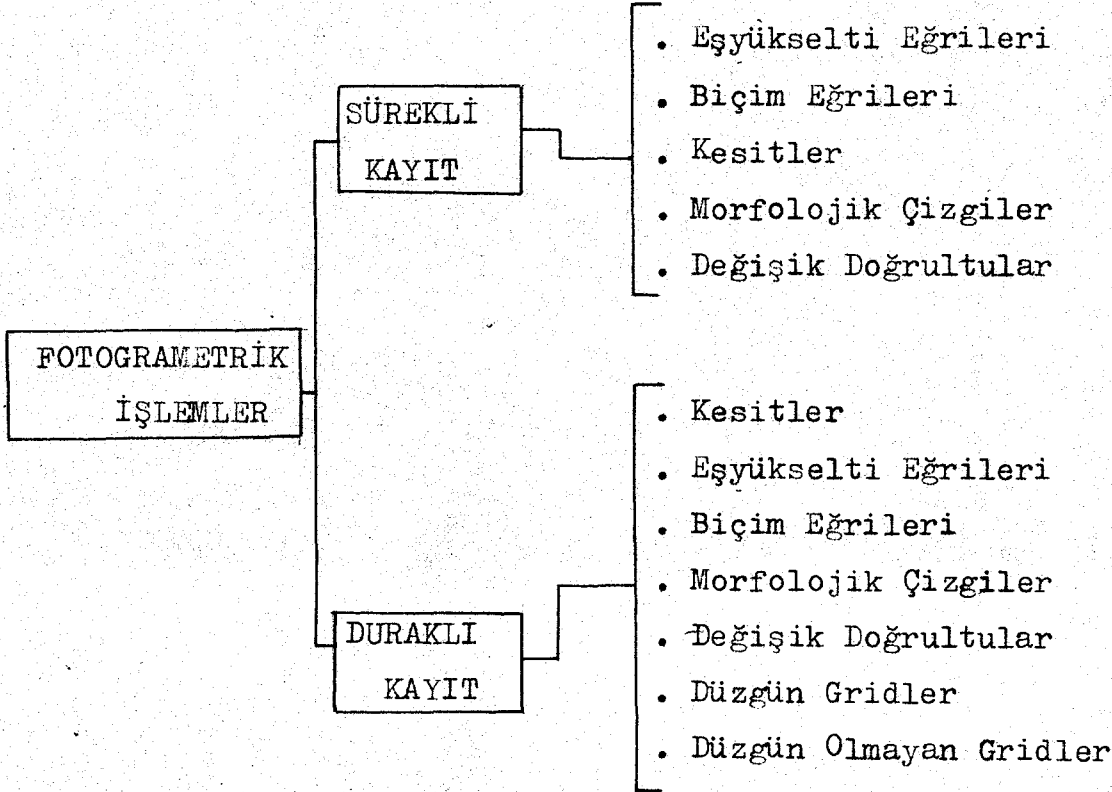 . Eşyükselti Eğrileri
. Biçim Eğrileri
. Kesitler
. Morfolojik Çizgiler
. Değişik Doğrultular
SÜREKLİ
KAYIT
FOTOGRAMETRİK
İŞLEMLER
DURAKLI
KAYIT
. Kesitler
. Eşyükselti Eğrileri
. Biçim Eğrileri
. Morfolojik Çizgiler
. Değişik Doğrultular
. Düzgün Gridler
. Düzgün Olmayan Gridler